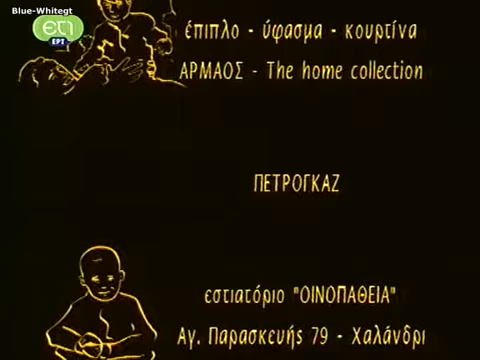 Blue-Whitegt
ετ1
ΕΡΤ
έπιπλο - ύφασμα - κουρτίνα
ΑΡΜΑΟΣ - The home collection
ΠΕΤΡΟΓΚΑΖ
εστιατόριο "ΟΙΝΟΠΑΘΕΙΑ"
Αγ. Παρασκευής 79 - Χαλάνδρι